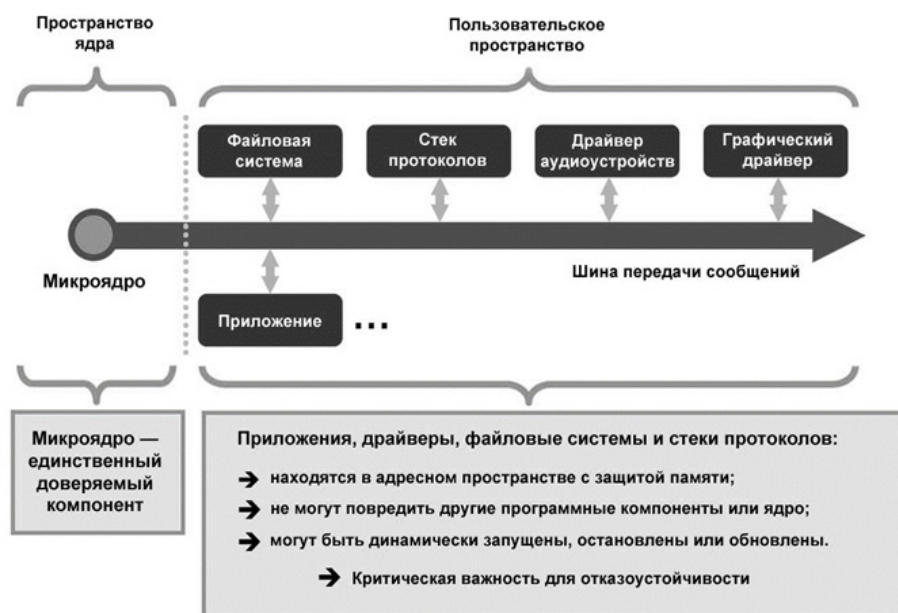 Пространство
ядра
Пользовательское
пространство
Файловая
система
Стек
протоколов
Драйвер
аудиоустройств
Графический
драйвер
Микроядро
Шина передачи сообщений
Приложение
...
Микроядро —
единственный
доверяемый
компонент
Приложения, драйверы, файловые системы и стеки протоколов:
➔ находятся в адресном пространстве с защитой памяти;
➔ не могут повредить другие программные компоненты или ядро;
➔ могут быть динамически запущены, остановлены или обновлены.
➔ Критическая важность для отказоустойчивости